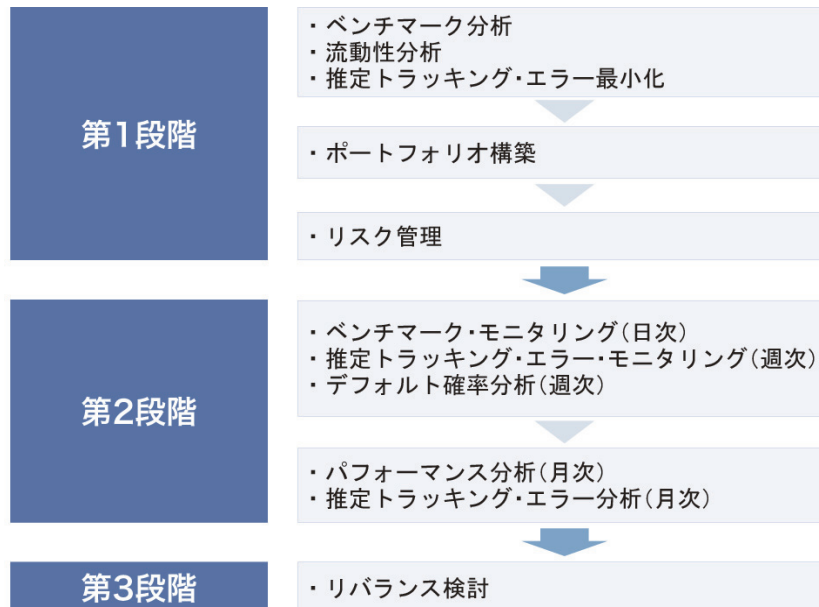 第1段階
・ベンチマーク分析
・流動性分析
・推定トラッキング・エラー最小化
・ポートフォリオ構築
・リスク管理
第2段階
・ベンチマーク・モニタリング(日次)
・推定トラッキング・エラー・モニタリング(週次)
・デフォルト確率分析(週次)
・パフォーマンス分析(月次)
・推定トラッキング・エラー分析(月次)
第3段階
・リバランス検討